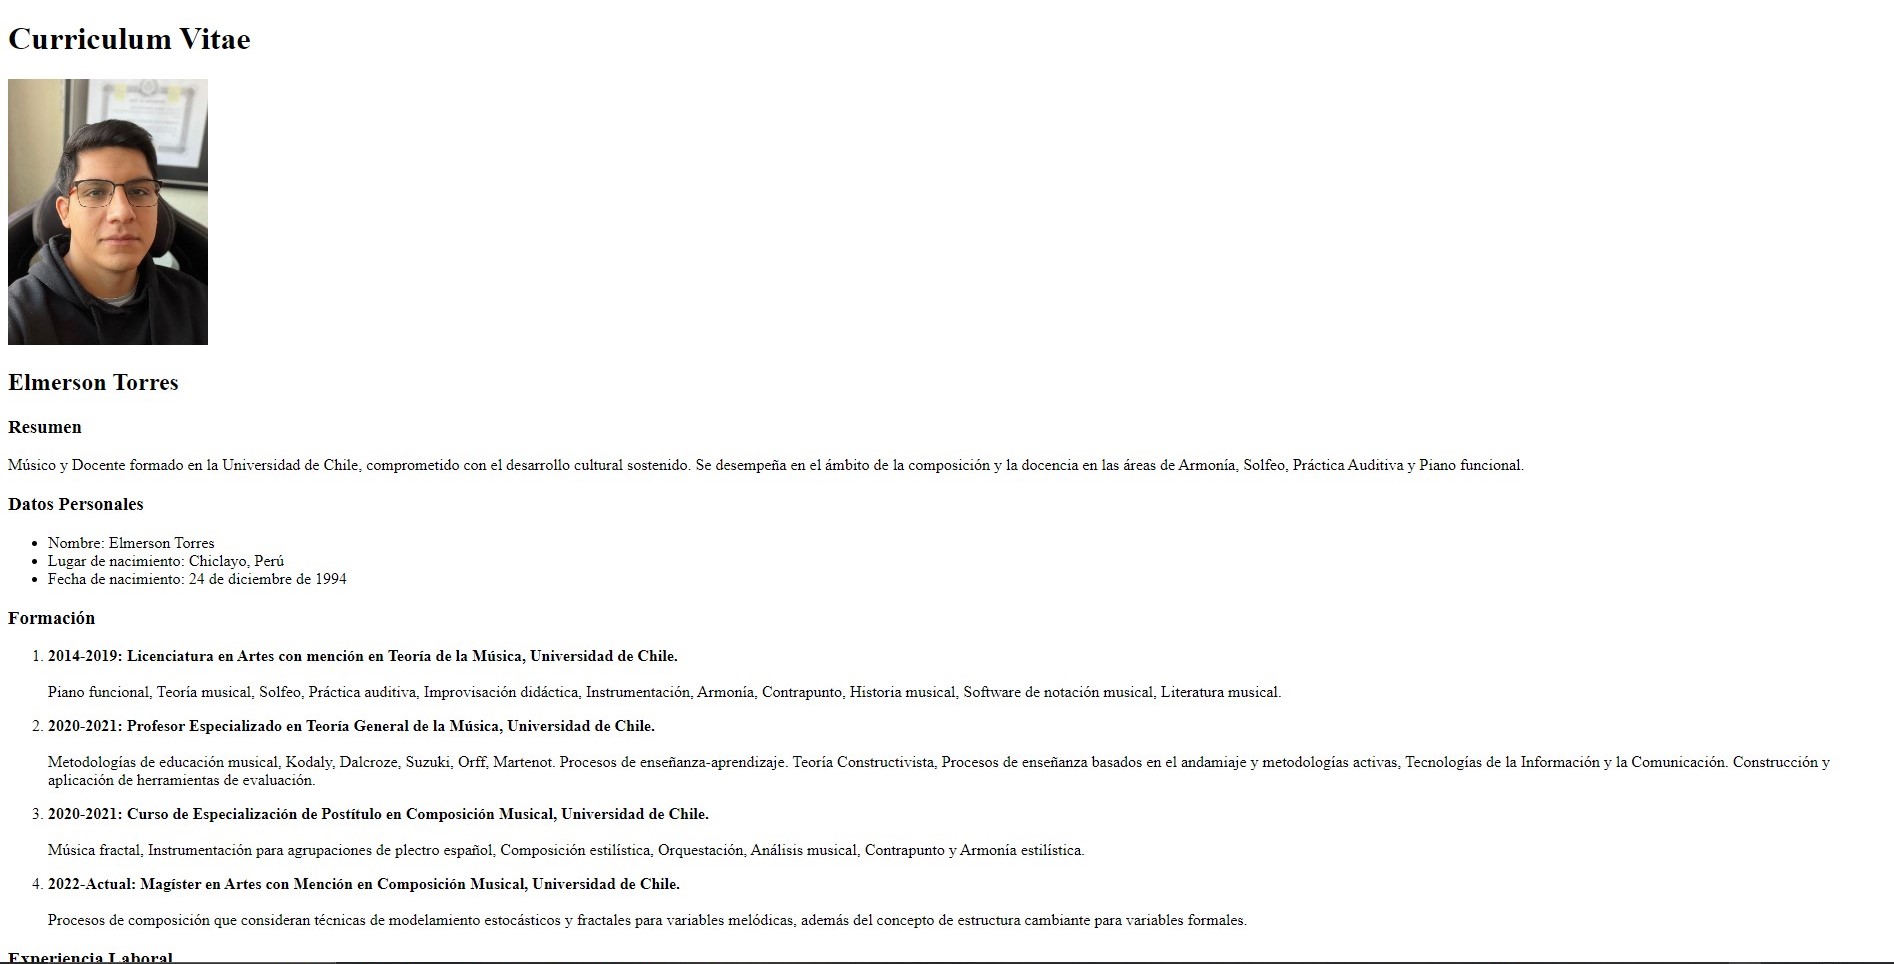 Curriculum Vitae
Elmerson Torres
Resumen
Músico y Docente formado en la Universidad de Chile, comprometido con el desarrollo cultural sostenido. Se desempeña en el ámbito de la composición y la docencia en las áreas de Armonía, Solfeo, Práctica Auditiva y Piano funcional.
Datos Personales
• Nombre: Elmerson Torres
• Lugar de nacimiento: Chiclayo, Perú
• Fecha de nacimiento: 24 de diciembre de 1994
Formación
1. 2014-2019: Licenciatura en Artes con mención en Teoría de la Música, Universidad de Chile.
Piano funcional, Teoría musical, Solfeo, Práctica auditiva, Improvisación didáctica, Instrumentación, Armonía, Contrapunto, Historia musical, Software de notación musical, Literatura musical.
2. 2020-2021: Profesor Especializado en Teoría General de la Música, Universidad de Chile.
Metodologías de educación musical, Kodaly, Dalcroze, Suzuki, Orff, Martenot. Procesos de enseñanza-aprendizaje. Teoría Constructivista, Procesos de enseñanza basados en el andamiaje y metodologías activas, Tecnologías de la Información y la Comunicación. Construcción y
aplicación de herramientas de evaluación.
3. 2020-2021: Curso de Especialización de Postítulo en Composición Musical, Universidad de Chile.
Música fractal, Instrumentación para agrupaciones de plectro español, Composición estilística, Orquestación, Análisis musical, Contrapunto y Armonía estilística.
4. 2022-Actual: Magíster en Artes con Mención en Composición Musical, Universidad de Chile.
Procesos de composición que consideran técnicas de modelamiento estocásticos y fractales para variables melódicas, además del concepto de estructura cambiante para variables formales.
Experiencia Laboral